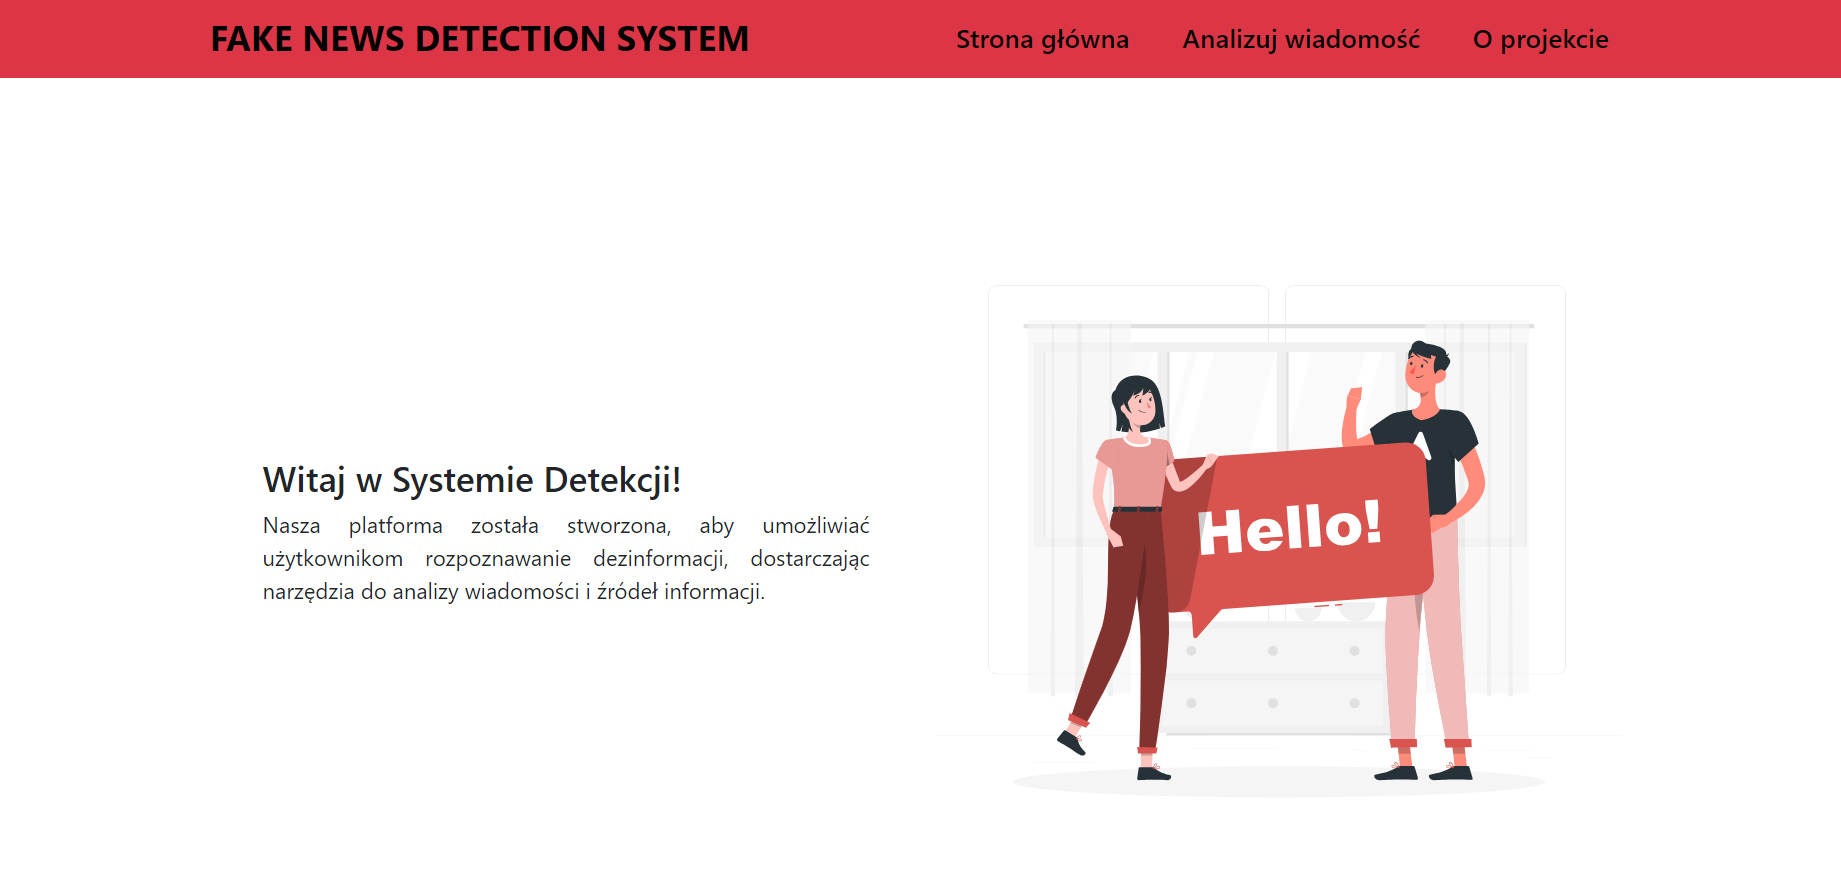 FAKE NEWS DETECTION SYSTEM
Strona główna
Analizuj wiadomość
O projekcie
Witaj w Systemie Detekcji!
Nasza platforma została stworzona, aby umożliwiać
użytkownikom rozpoznawanie dezinformacji, dostarczając
narzędzia do analizy wiadomości i źródeł informacji.
Hello!